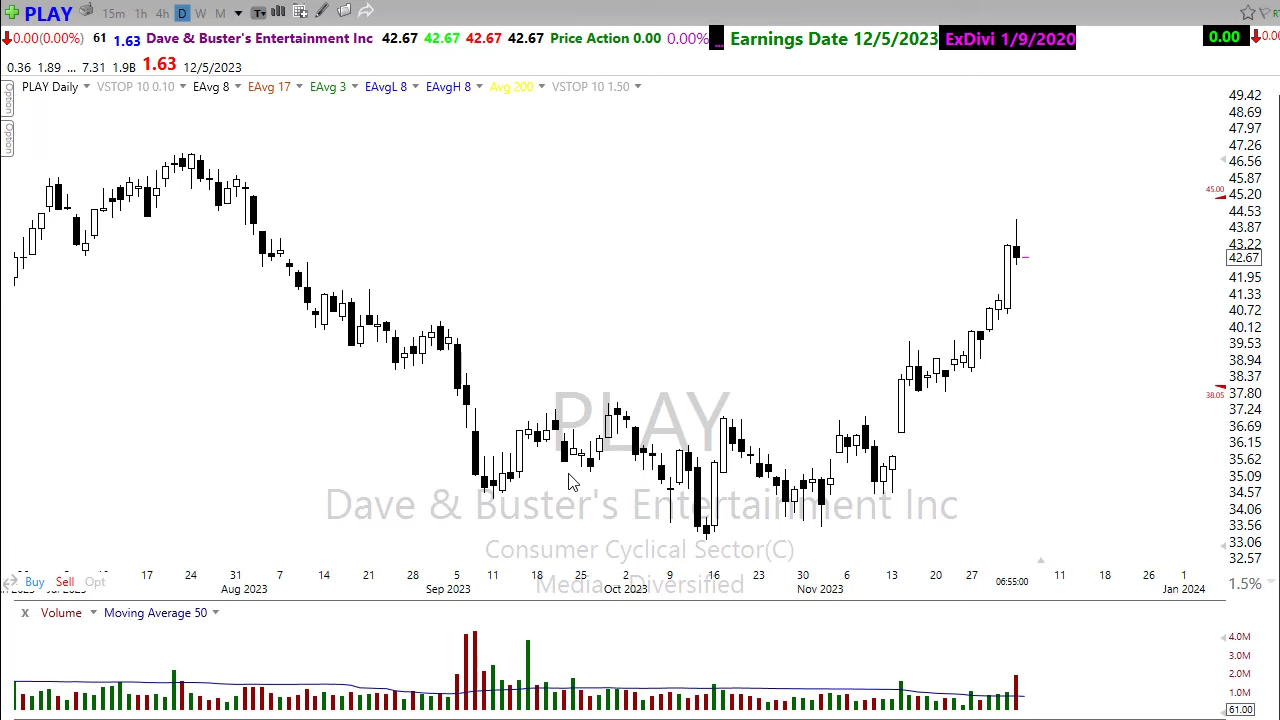 PLAY 15m 1h 4h D W M T
0.00(0.00%) 61 1.63 Dave & Buster's Entertainment Inc 42.67 42.67 42.67 42.67 Price Action 0.00 0.00% ... Earnings Date 12/5/2023 ExDivi 1/9/2020 0.00
0.36 1.89 ... 7.31 1.9B 1.63 12/5/2023
PLAY Daily VSTOP 10 0.10 EAvg 8 EAvg 17 EAvg 3 EAvgL 8 EAvgH 8 Avg 200 VSTOP 10 1.50
Option
Option
49.42
48.69
47.97
47.26
46.56
45.87
45.00
45.20
44.53
43.87
43.22
42.67
41.95
41.33
40.72
40.12
39.53
38.94
38.37
38.05
37.80
37.24
36.69
36.15
35.62
35.09
34.57
34.06
33.56
33.06
32.57
PLAY
Dave & Buster's Entertainment Inc
Consumer Cyclical Sector(C)
Media - Diversified
17 24 31 7 14 21 28 5 11 18 25 2 9 16 23 30 6 13 20 27 06:55:00 11 18 26 1
Buy Sell Opt 1.5%
Aug 2023 Sep 2023 Oct 2023 Nov 2023 Jan 2024
X Volume Moving Average 50
4.0M
3.0M
2.0M
1.0M
61.00